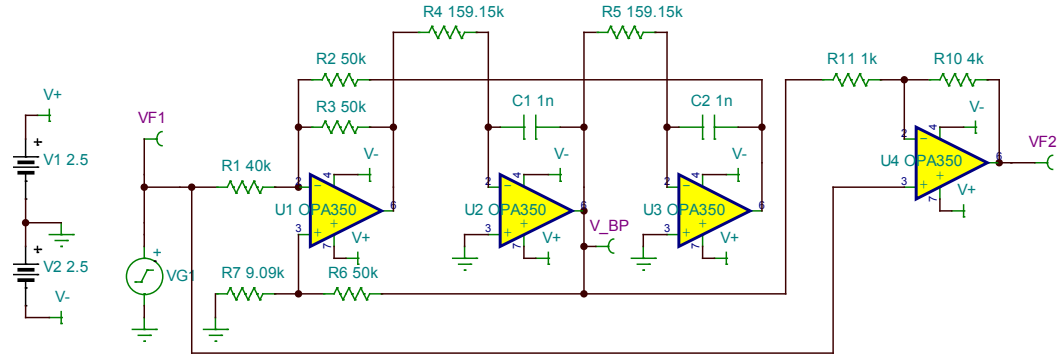 R4 159.15k
R5 159.15k
R2 50k
R11 1k
R10 4k
V+
C1 1n
C2 1n
V-
VF1
R3 50k
+
V1 2.5
V-
V-
V-
2
4
6
U4 OPA350
VF2
3
7
V+
R1 40k
2
4
6
U1 OPA350
3
7
V+
2
4
6
U2 OPA350
3
7
V+
V_BP
2
4
6
U3 OPA350
3
7
V+
+
V2 2.5
V-
+
VG1
R7 9.09k
R6 50k